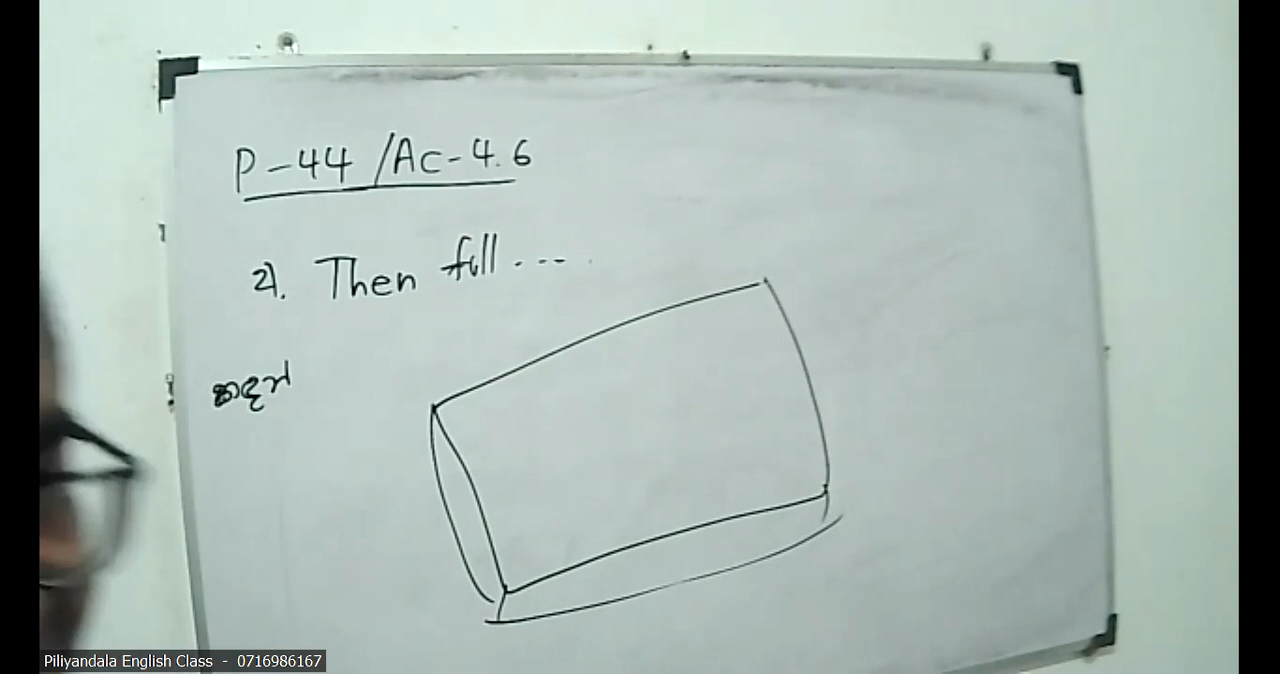 P-44 /Ac-4.6
2). Then fill ...
කඳන්
Piliyandala English Class - 0716986167